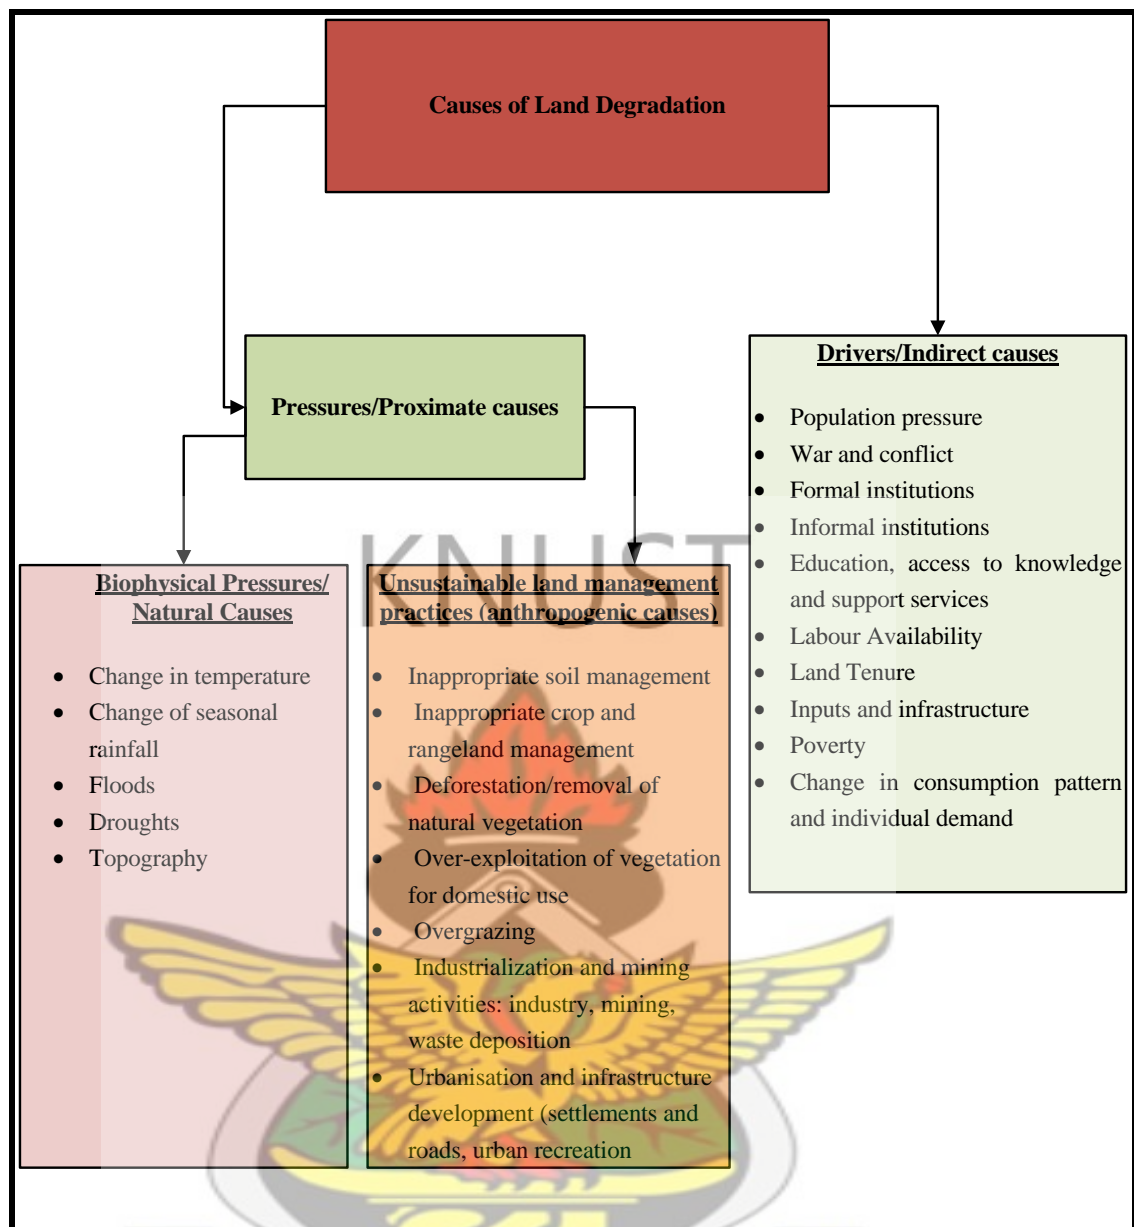 Causes of Land Degradation
Pressures/Proximate causes
Drivers/Indirect causes
• Population pressure
• War and conflict
• Formal institutions
• Informal institutions
• Education, access to knowledge
and support services
• Labour Availability
• Land Tenure
• Inputs and infrastructure
• Poverty
• Change in consumption pattern
and individual demand
KNUST
Biophysical Pressures/
Natural Causes
• Change in temperature
• Change of seasonal
rainfall
• Floods
• Droughts
• Topography
Unsustainable land management
practices (anthropogenic causes)
• Inappropriate soil management
• Inappropriate crop and
rangeland management
• Deforestation/removal of
natural vegetation
• Over-exploitation of vegetation
for domestic use
• Overgrazing
• Industrialization and mining
activities: industry, mining,
waste deposition
• Urbanisation and infrastructure
development (settlements and
roads, urban recreation